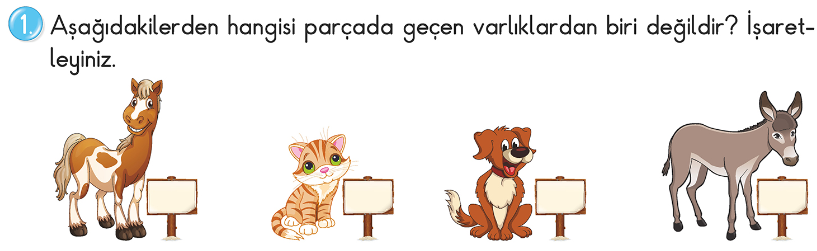 1. Aşağıdakilerden hangisi parçada geçen varlıklardan biri değildir? İşaret-
leyiniz.